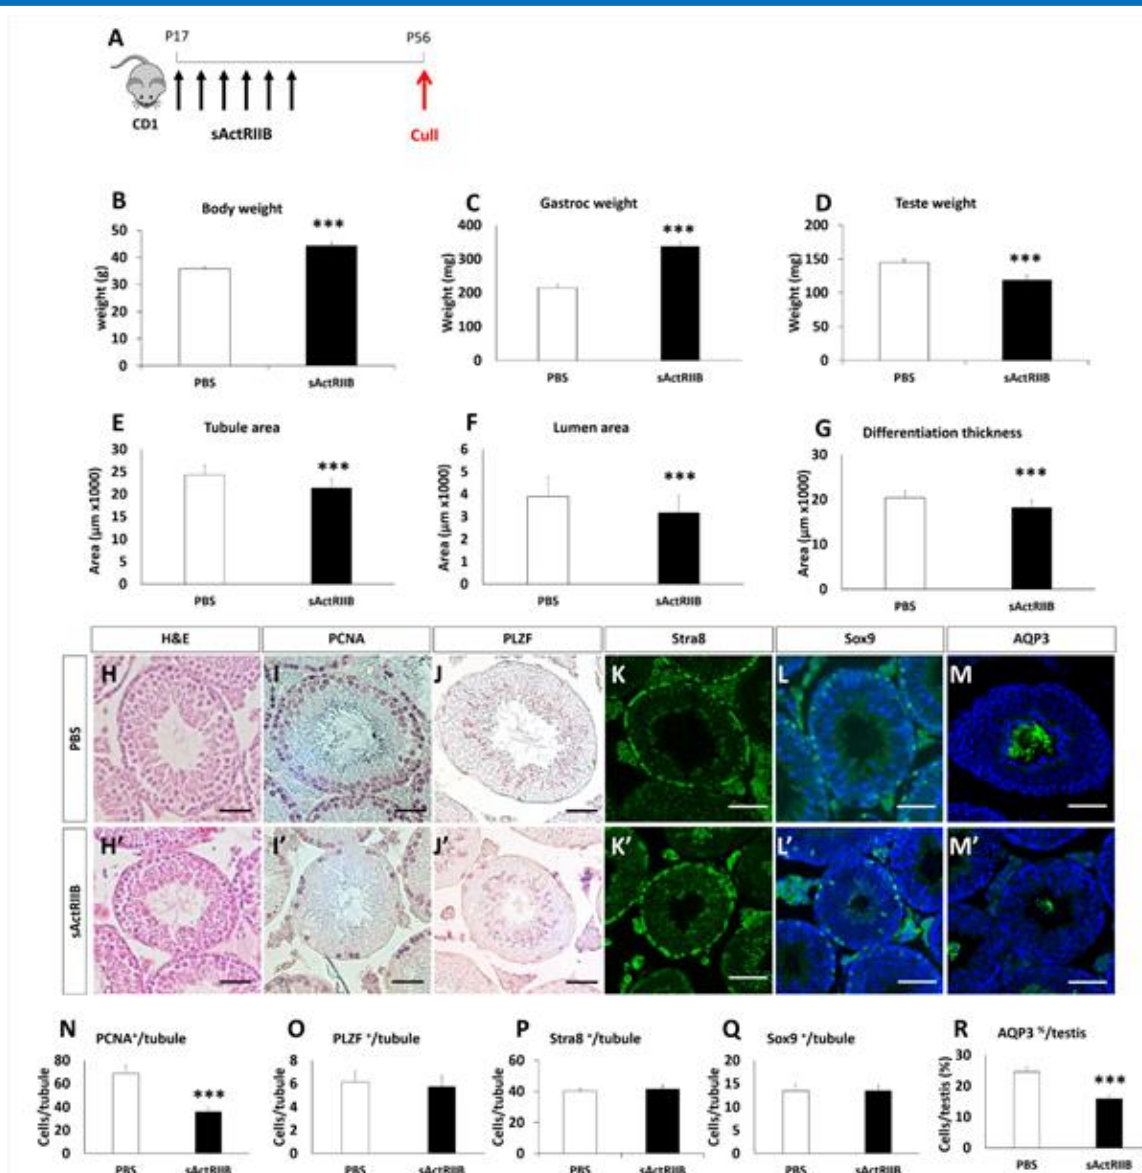 A
P17 P56
CD1
sActRIIB
Cull
B
Body weight
***
50
40
30
20
10
0
weight (g)
PBS sActRIIB
C
Gastroc weight
***
400
300
200
100
0
Weight (mg)
PBS sActRIIB
D
Teste weight
***
200
150
100
50
0
Weight (mg)
PBS sActRIIB
E
Tubule area
***
30
25
20
15
10
5
0
Area (µm x1000)
PBS sActRIIB
F
Lumen area
***
6
5
4
3
2
1
0
Area (µm x1000)
PBS sActRIIB
G
Differentiation thickness
***
30
20
10
0
Area (µm x1000)
PBS sActRIIB
H&E PCNA PLZF Stra8 Sox9 AQP3
PBS
H I J K L M
sActRIIB
H' I' J' K' L' M'
N
PCNA+/tubule
***
80
60
40
20
0
Cells/tubule
PBS sActRIIB
O
PLZF +/tubule
8
6
4
2
0
Cells/tubule
PBS sActRIIB
P
Stra8 +/tubule
60
40
20
0
Cells/tubule
PBS sActRIIB
Q
Sox9 +/tubule
20
15
10
5
0
Cells/tubule
PBS sActRIIB
R
AQP3 %/testis
***
30
20
10
0
Cells/testis (%)
PBS sActRIIB